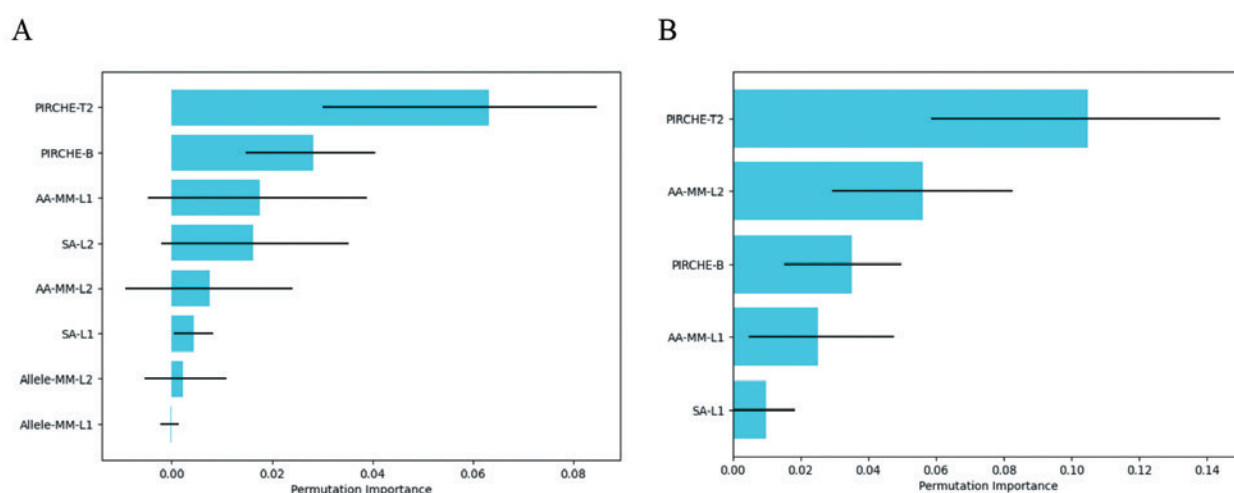 A
PIRCHE-T2
PIRCHE-B
AA-MM-L1
SA-L2
AA-MM-L2
SA-L1
Allele-MM-L2
Allele-MM-L1
0.00 0.02 0.04 0.06 0.08
Permutation Importance
B
PIRCHE-T2
AA-MM-L2
PIRCHE-B
AA-MM-L1
SA-L1
0.00 0.02 0.04 0.06 0.08 0.10 0.12 0.14
Permutation Importance